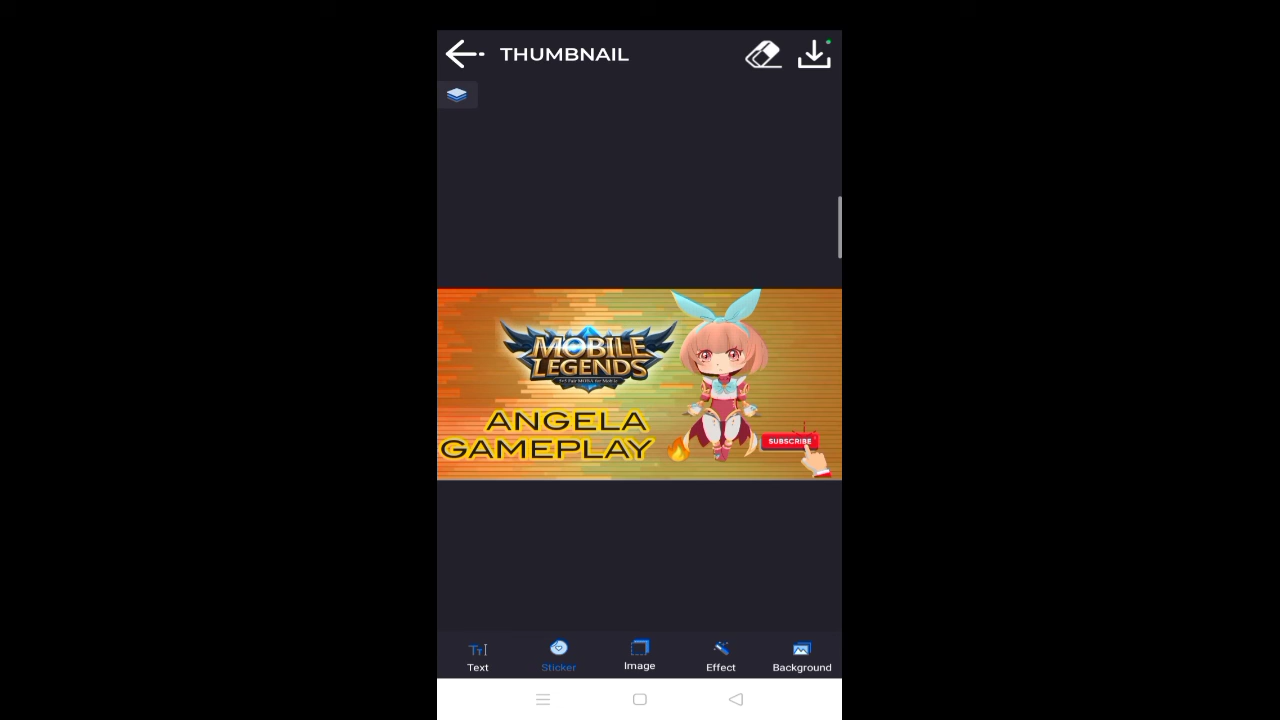 THUMBNAIL
MOBILE
LEGENDS
ANGELA
GAMEPLAY
SUBSCRIBE
Text
Sticker
Image
Effect
Background